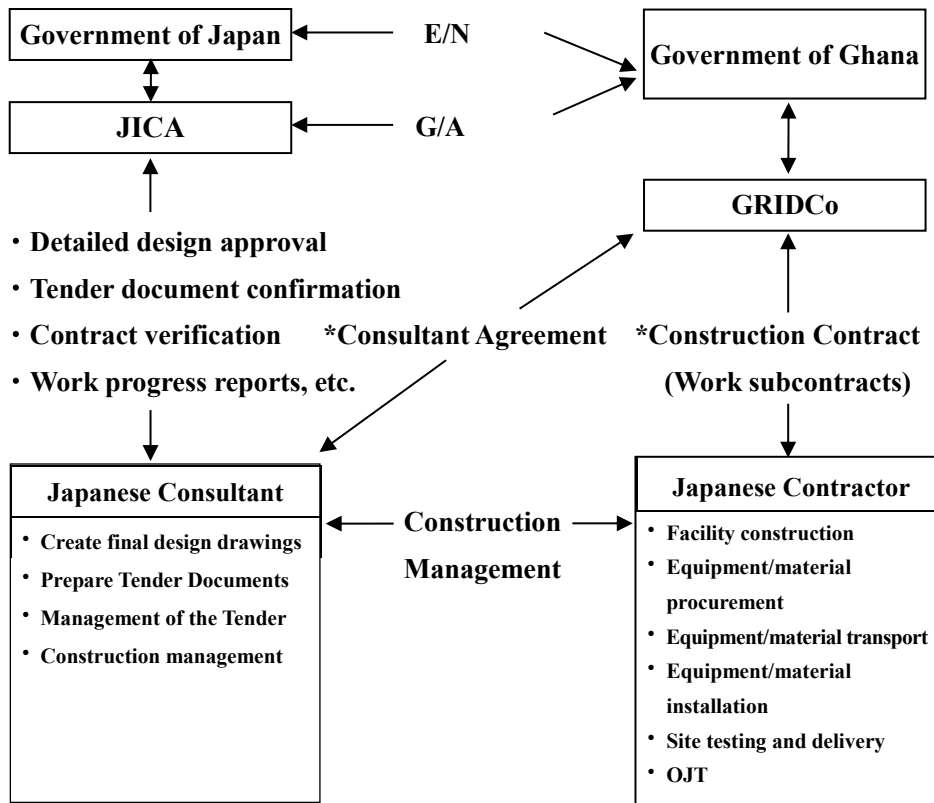 Government of Japan
E/N
Government of Ghana
JICA
G/A
GRIDCo
・Detailed design approval
・Tender document confirmation
・Contract verification
*Consultant Agreement
*Construction Contract
・Work progress reports, etc.
(Work subcontracts)
Japanese Consultant
・Create final design drawings
・Prepare Tender Documents
・Management of the Tender
・Construction management
Construction
Management
Japanese Contractor
・Facility construction
・Equipment/material
procurement
・Equipment/material transport
・Equipment/material
installation
・Site testing and delivery
・OJT